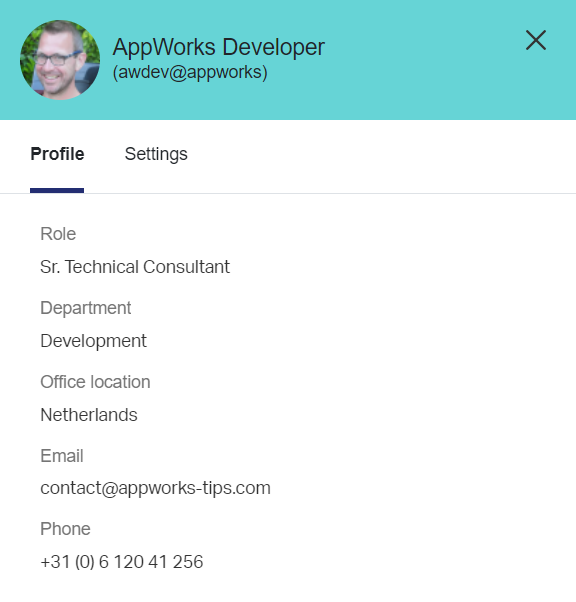 AppWorks Developer
(awdev@appworks)
Profile Settings
Role
Sr. Technical Consultant
Department
Development
Office location
Netherlands
Email
contact@appworks-tips.com
Phone
+31 (0) 6 120 41 256